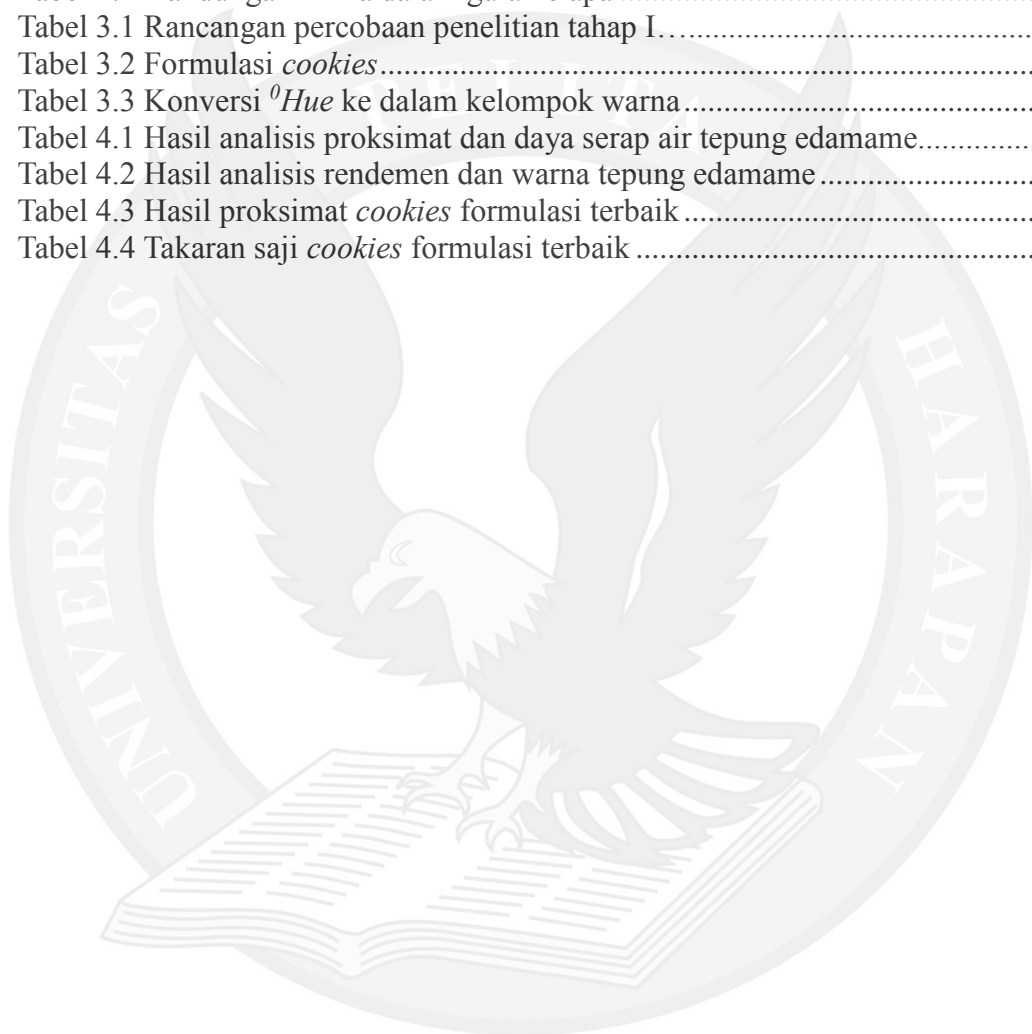 Tabel 3.1 Rancangan percobaan penelitian tahap I.............................................
Tabel 3.2 Formulasi cookies...................................................................................
Tabel 3.3 Konversi ⁰Hue ke dalam kelompok warna.............................................
Tabel 4.1 Hasil analisis proksimat dan daya serap air tepung edamame..............
Tabel 4.2 Hasil analisis rendemen dan warna tepung edamame...........................
Tabel 4.3 Hasil proksimat cookies formulasi terbaik.............................................
Tabel 4.4 Takaran saji cookies formulasi terbaik...................................................
UNIVERSITAS PELITA HARAPAN